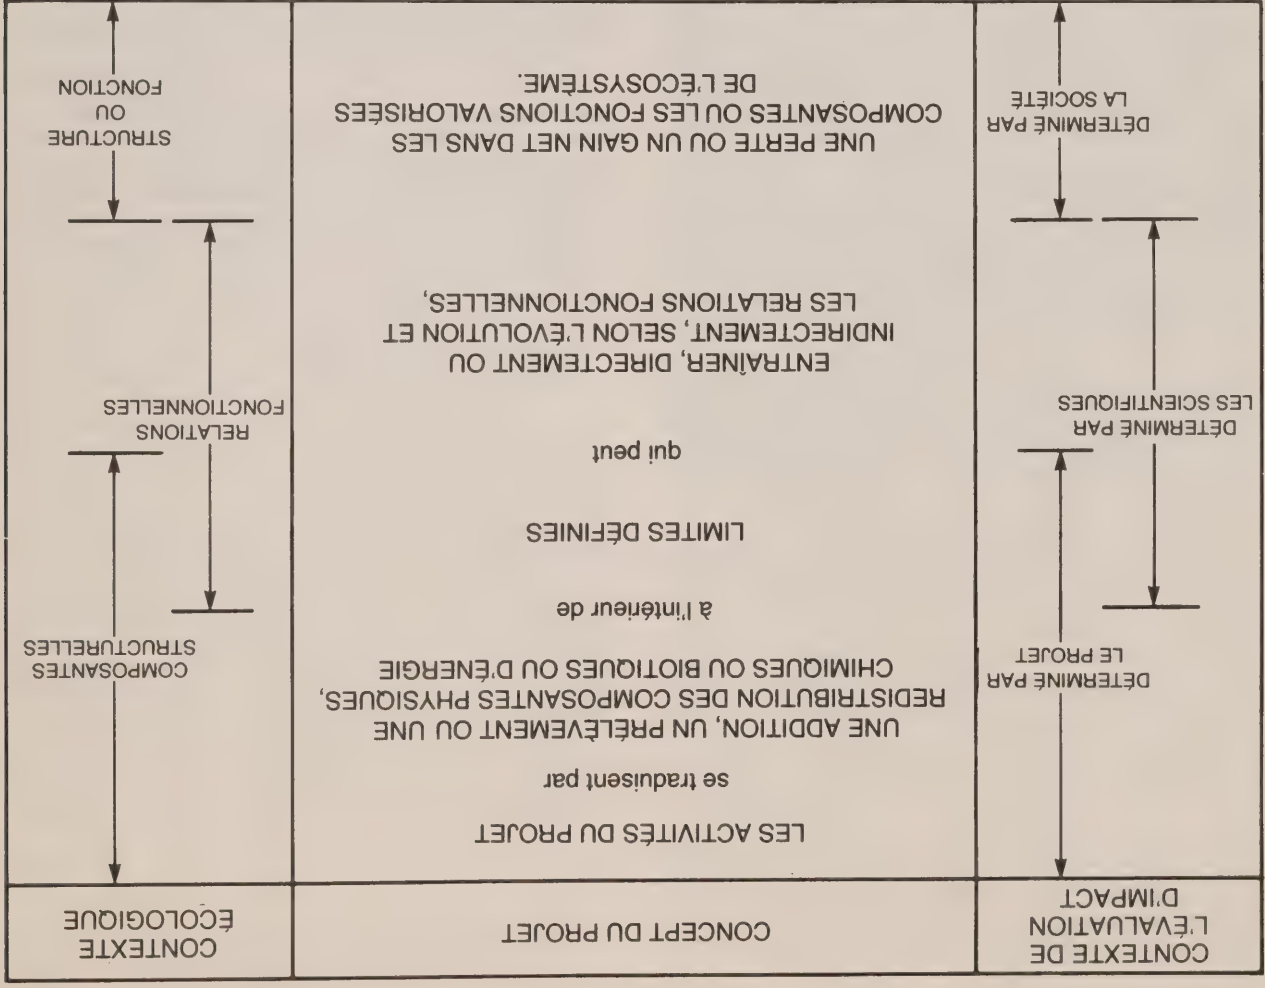 CONTEXTE DE
L'ÉVALUATION
D'IMPACT
CONCEPT DU PROJET
CONTEXTE
ÉCOLOGIQUE
DÉTERMINÉ PAR
LE PROJET
DÉTERMINÉ PAR
LES SCIENTIFIQUES
DÉTERMINÉ PAR
LA SOCIÉTÉ
LES ACTIVITÉS DU PROJET
se traduisent par
UNE ADDITION, UN PRÉLÈVEMENT OU UNE
REDISTRIBUTION DES COMPOSANTES PHYSIQUES,
CHIMIQUES OU BIOTIQUES OU D'ÉNERGIE
à l'intérieur de
LIMITES DÉFINIES
qui peut
ENTRAÎNER, DIRECTEMENT OU
INDIRECTEMENT, SELON L'ÉVOLUTION ET
LES RELATIONS FONCTIONNELLES,
UNE PERTE OU UN GAIN NET DANS LES
COMPOSANTES OU LES FONCTIONS VALORISÉES
DE L'ÉCOSYSTÈME.
COMPOSANTES
STRUCTURELLES
RELATIONS
FONCTIONNELLES
STRUCTURE
OU
FONCTION